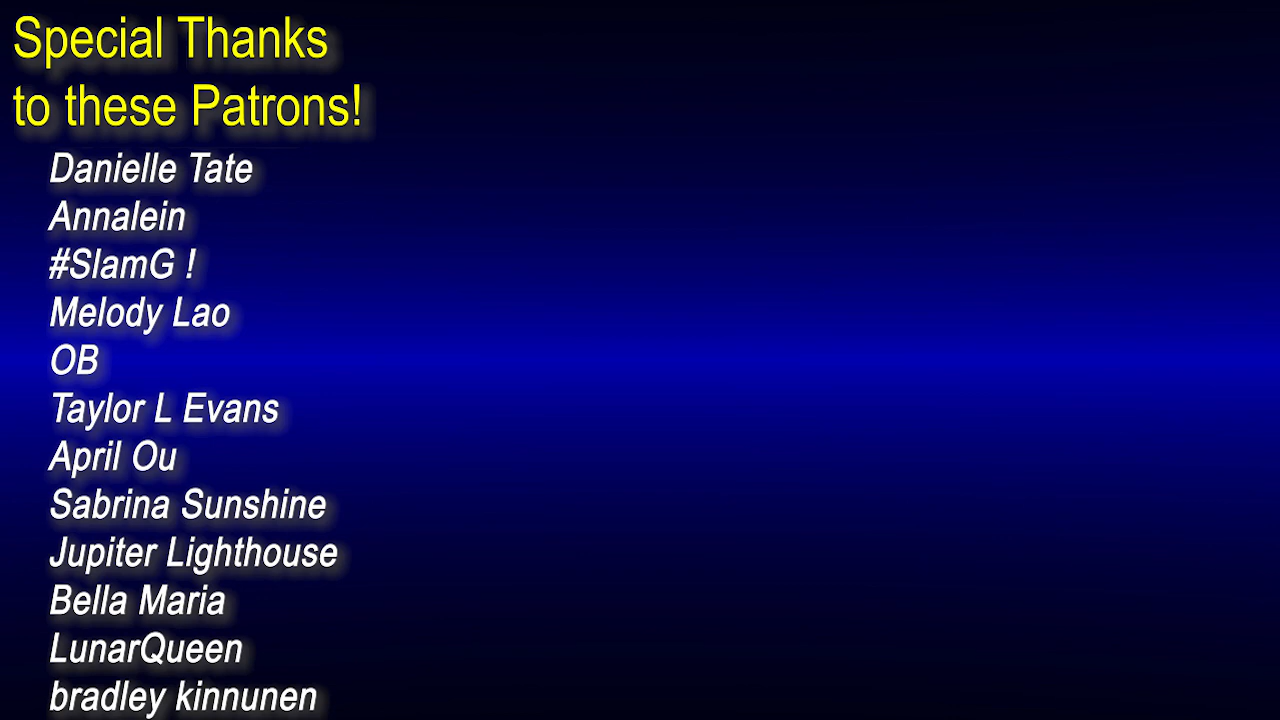 Special Thanks
to these Patrons!
Danielle Tate
Annalein
#SlamG !
Melody Lao
OB
Taylor L Evans
April Ou
Sabrina Sunshine
Jupiter Lighthouse
Bella Maria
LunarQueen
bradley kinnunen